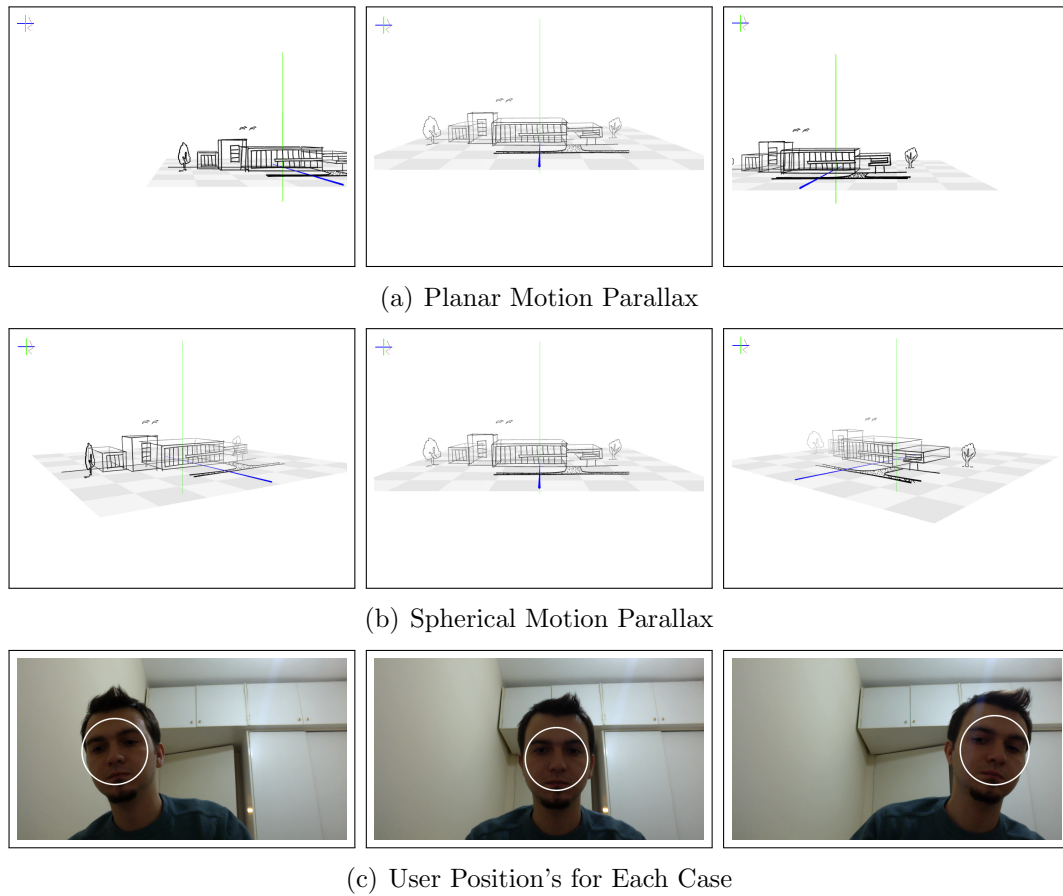 (a) Planar Motion Parallax
(b) Spherical Motion Parallax
(c) User Position's for Each Case